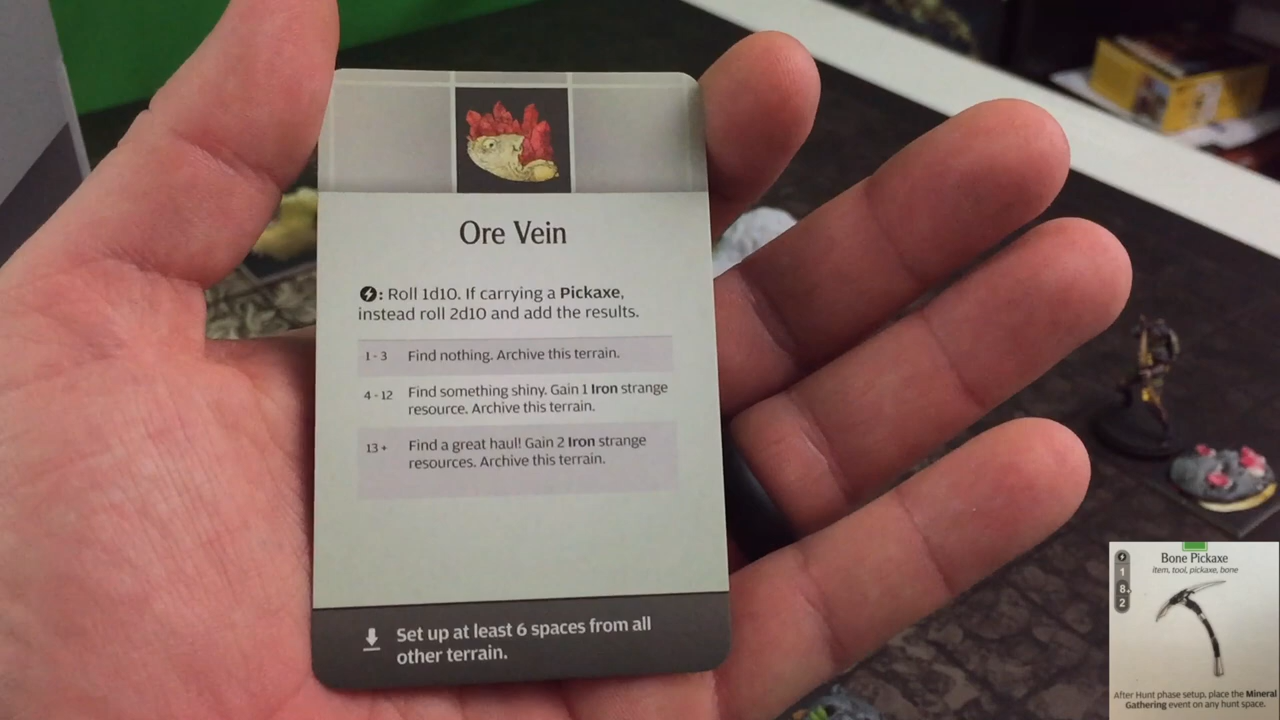 Ore Vein
: Roll 1d10. If carrying a Pickaxe,
instead roll 2d10 and add the results.
1 - 3 Find nothing. Archive this terrain.
4 - 12 Find something shiny. Gain 1 Iron strange
resource. Archive this terrain.
13 + Find a great haul! Gain 2 Iron strange
resources. Archive this terrain.
Set up at least 6 spaces from all
other terrain.
Bone Pickaxe
item, tool, pickaxe, bone
1
8+
2
After Hunt phase setup, place the Mineral
Gathering event on any hunt space.